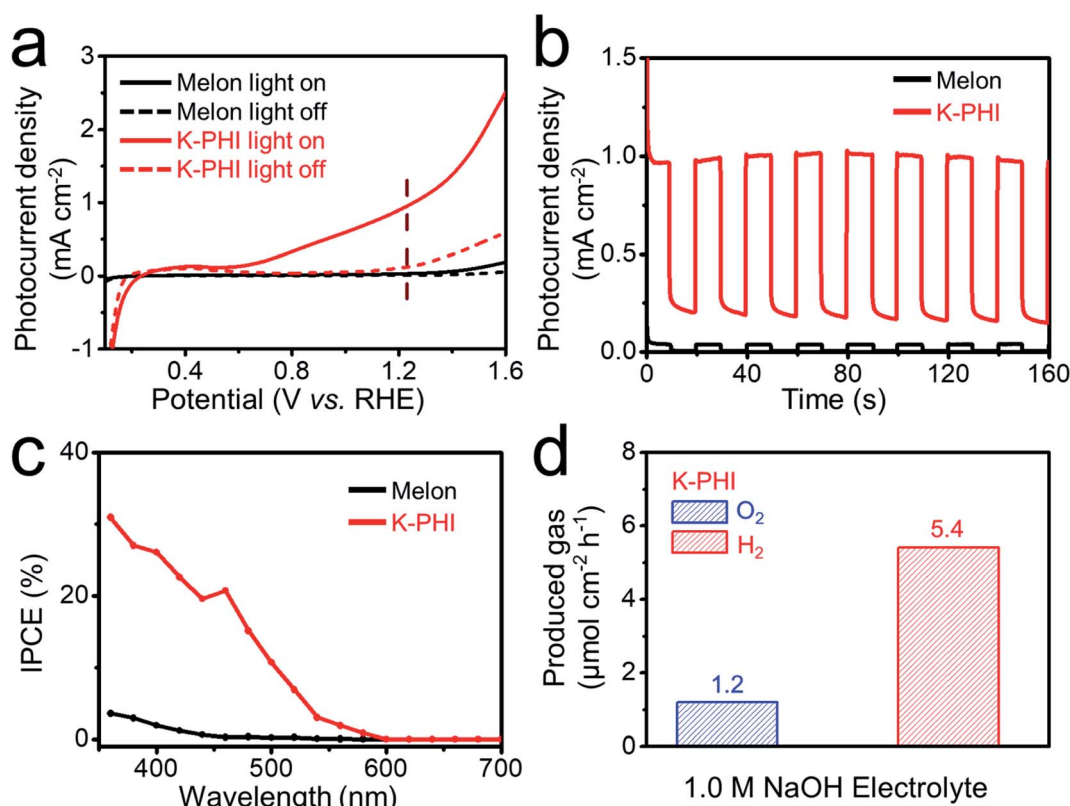 a
Photocurrent density
(mA cm-2)
3
2
1
0
-1
Melon light on
Melon light off
K-PHI light on
K-PHI light off
0.4
0.8
1.2
1.6
Potential (V vs. RHE)
b
Photocurrent density
(mA cm-2)
1.5
1.0
0.5
0.0
Melon
K-PHI
0
40
80
120
160
Time (s)
c
IPCE (%)
40
20
0
Melon
K-PHI
400
500
600
700
Wavelength (nm)
d
Produced gas
(μmol cm-2 h-1)
8
6
4
2
0
K-PHI
O2
H2
1.2
5.4
1.0 M NaOH Electrolyte